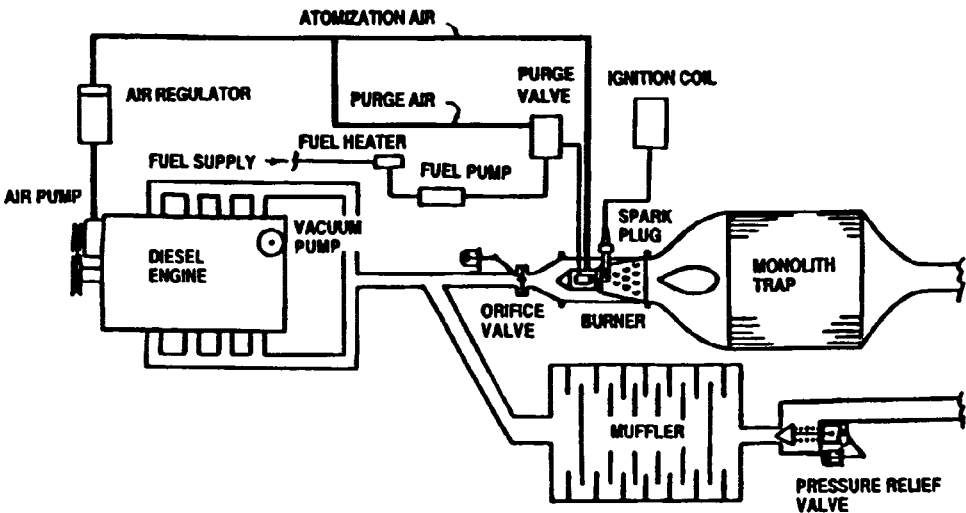 ATOMIZATION AIR
PURGE
VALVE
IGNITION COIL
AIR REGULATOR
PURGE AIR
FUEL HEATER
FUEL SUPPLY
FUEL PUMP
AIR PUMP
SPARK
PLUG
VACUUM
PUMP
DIESEL
ENGINE
MONOLITH
TRAP
ORIFICE
VALVE
BURNER
MUFFLER
PRESSURE RELIEF
VALVE